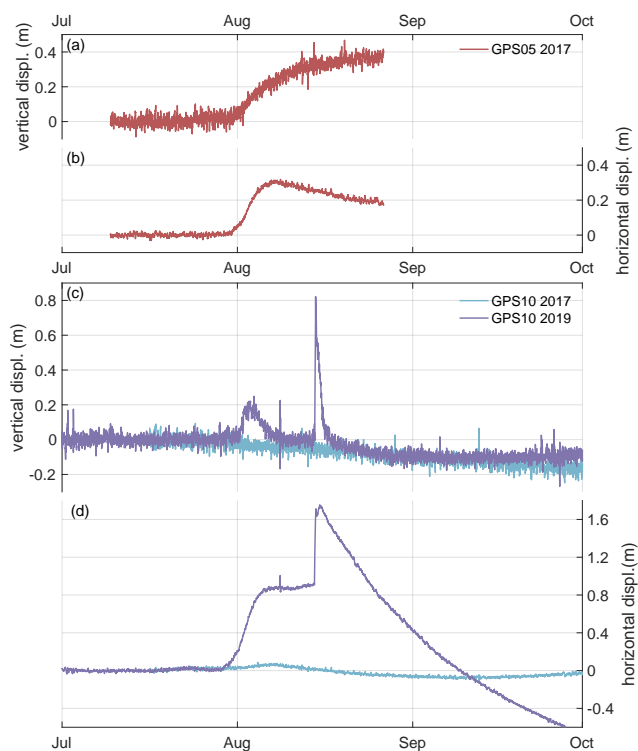 Jul Aug Sep Oct
(a)
GPS05 2017
0.4
0.2
0
vertical displ. (m)
(b)
0.4
0.2
0
horizontal displ. (m)
Jul Aug Sep Oct
(c)
GPS10 2017
GPS10 2019
0.8
0.6
0.4
0.2
0
-0.2
vertical displ. (m)
(d)
1.6
1.2
0.8
0.4
0
-0.4
horizontal displ.(m)
Jul Aug Sep Oct